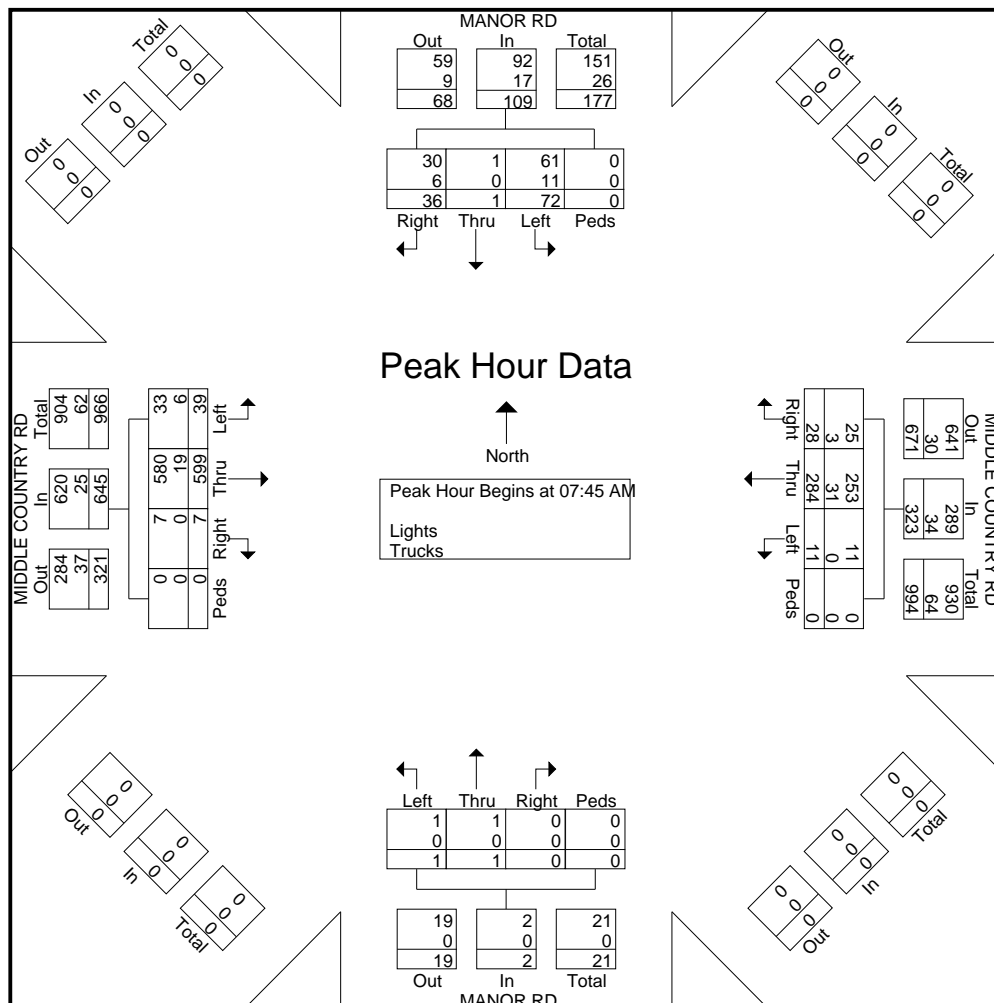 MANOR RD
Out In Total
59 92 151
9 17 26
68 109 177
30 1 61 0
6 0 11 0
36 1 72 0
Right Thru Left Peds
Total
0
0
0
In
0
0
0
Out
0
0
0
Out
0
0
0
In
0
0
0
Total
0
0
0
Peak Hour Data
North
Peak Hour Begins at 07:45 AM
Lights
Trucks
MIDDLE COUNTRY RD
Out In Total
284 620 904
37 25 62
321 645 966
0 7 580 33
0 0 19 6
0 7 599 39
Peds Right Thru Left
MIDDLE COUNTRY RD
Out In Total
641 289 930
30 34 64
671 323 994
25 253 11 0
3 31 0 0
28 284 11 0
Right Thru Left Peds
Left Thru Right Peds
1 1 0 0
0 0 0 0
1 1 0 0
19 2 21
0 0 0
19 2 21
Out In Total
MANOR RD
0
0
0
Out
0
0
0
In
0
0
0
Total
0
0
0
Total
0
0
0
In
0
0
0
Out